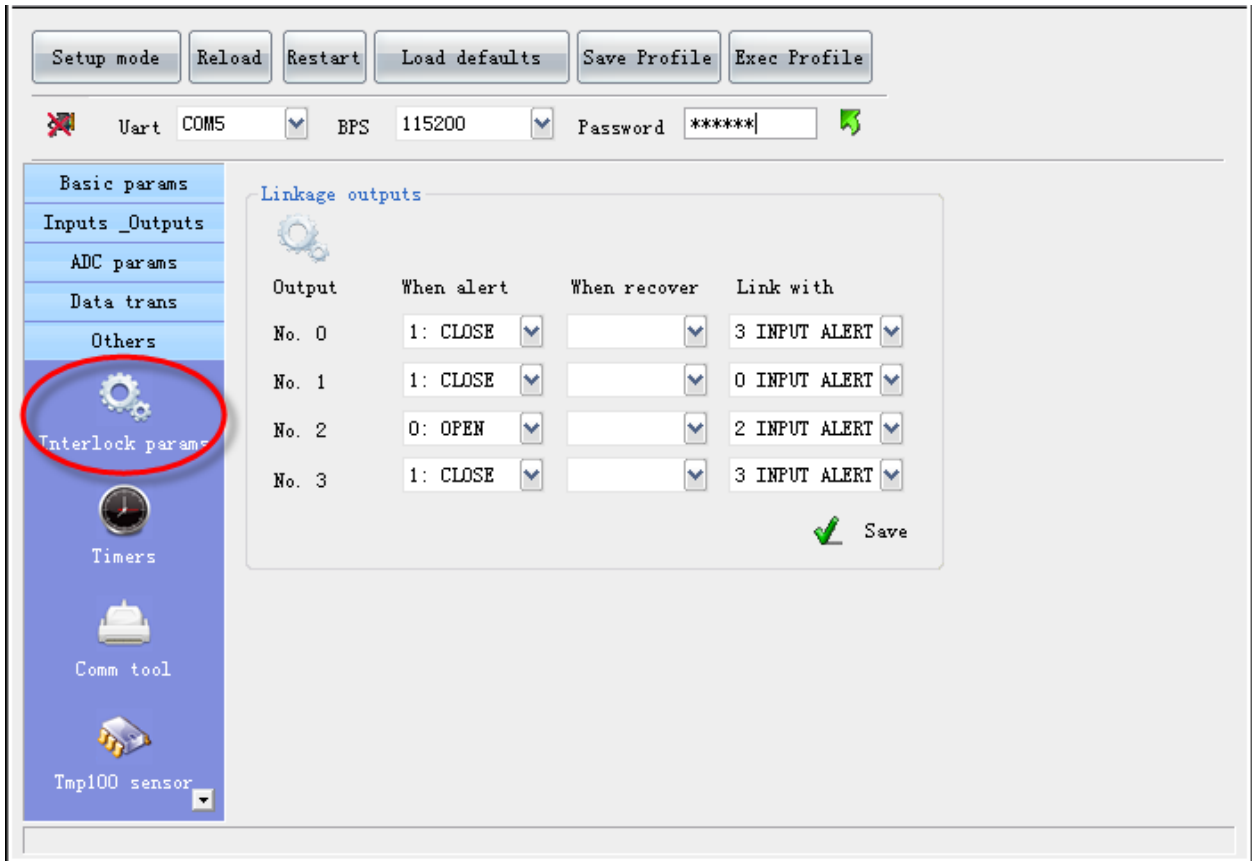 Setup mode Reload Restart Load defaults Save Profile Exec Profile
Uart COM5 BPS 115200 Password ******
Basic params
Inputs _Outputs
ADC params
Data trans
Others
Interlock params
Timers
Comm tool
Tmp100 sensor
Linkage outputs
Output When alert When recover Link with
No. 0 1: CLOSE 3 INPUT ALERT
No. 1 1: CLOSE 0 INPUT ALERT
No. 2 0: OPEN 2 INPUT ALERT
No. 3 1: CLOSE 3 INPUT ALERT
Save